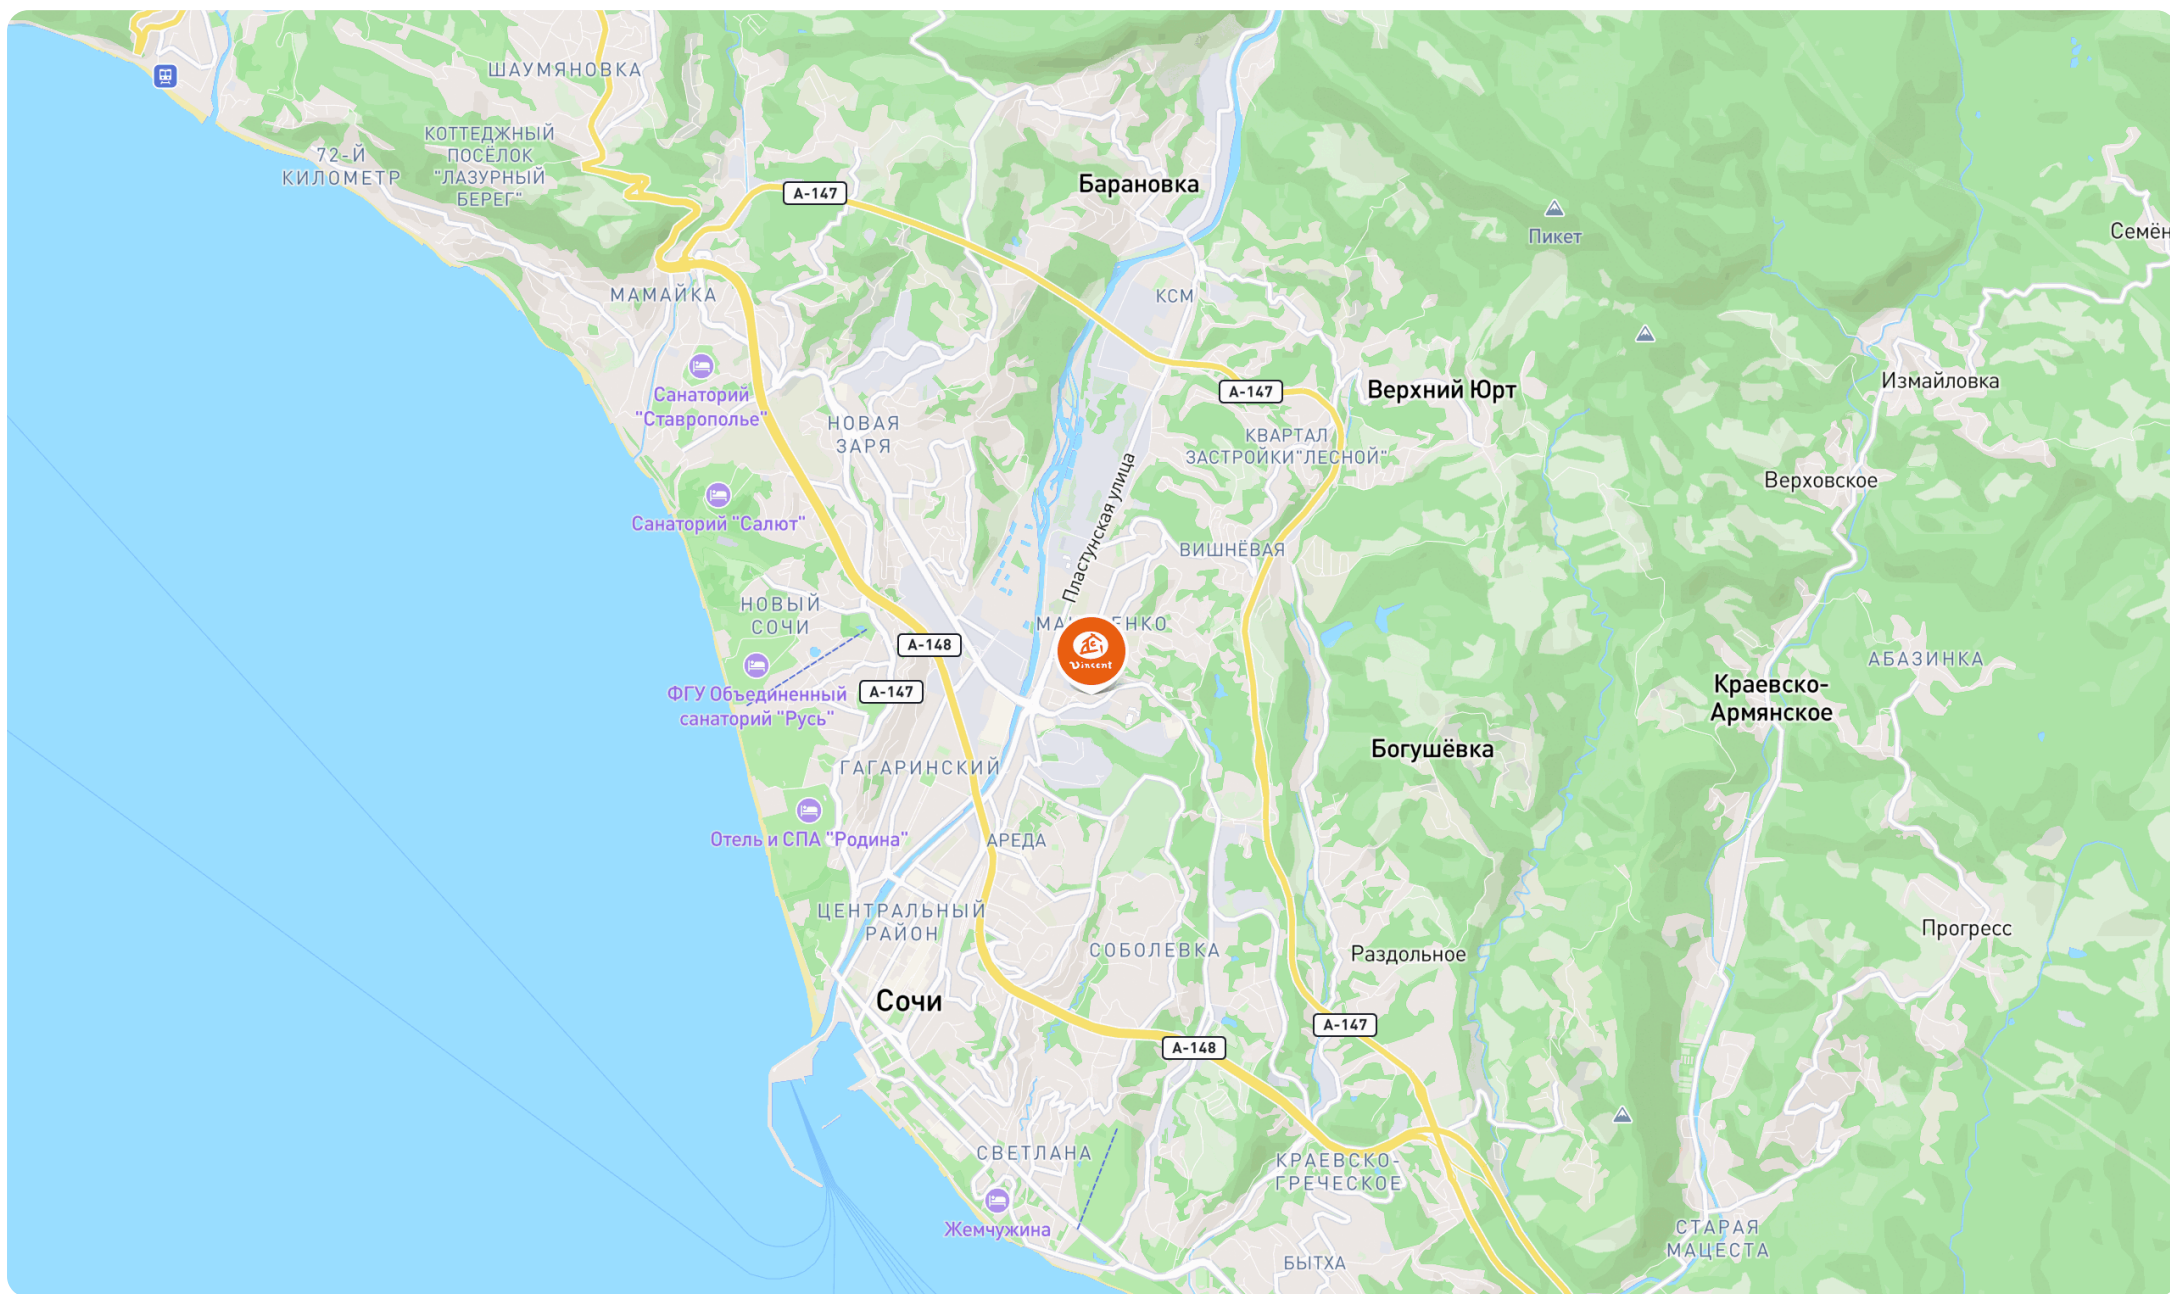 ШАУМЯНОВКА
КОТТЕДЖНЫЙ
ПОСЁЛОК
"ЛАЗУРНЫЙ
БЕРЕГ"
72-Й
КИЛОМЕТР
А-147
Барановка
Пикет
Семён
МАМАЙКА
КСМ
Санаторий
"Ставрополье"
НОВАЯ
ЗАРЯ
А-147
Верхний Юрт
Измайловка
КВАРТАЛ
ЗАСТРОЙКИ"ЛЕСНОЙ"
Верховское
Санаторий "Салют"
Пластунская улица
ВИШНЁВАЯ
НОВЫЙ
СОЧИ
Vincent
А-148
АБАЗИНКА
А-147
ФГУ Объединенный
санаторий "Русь"
Краевско-
Армянское
Богушёвка
ГАГАРИНСКИЙ
Отель и СПА "Родина"
АРЕДА
ЦЕНТРАЛЬНЫЙ
РАЙОН
СОБОЛЕВКА
Раздольное
Прогресс
Сочи
А-147
А-148
СВЕТЛАНА
КРАЕВСКО-
ГРЕЧЕСКОЕ
Жемчужина
СТАРАЯ
МАЦЕСТА
БЫТХА